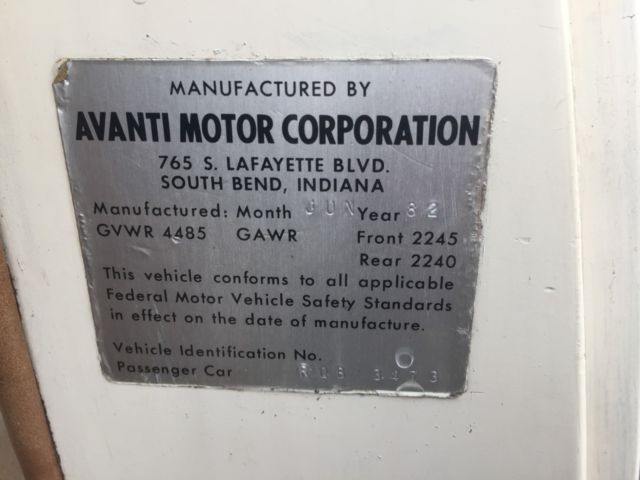 MANUFACTURED BY
AVANTI MOTOR CORPORATION
765 S. LAFAYETTE BLVD.
SOUTH BEND, INDIANA
Manufactured: Month JUN Year 82
GVWR 4485 GAWR Front 2245
Rear 2240
This vehicle conforms to all applicable
Federal Motor Vehicle Safety Standards
in effect on the date of manufacture.
Vehicle Identification No.
Passenger Car RQB 3473